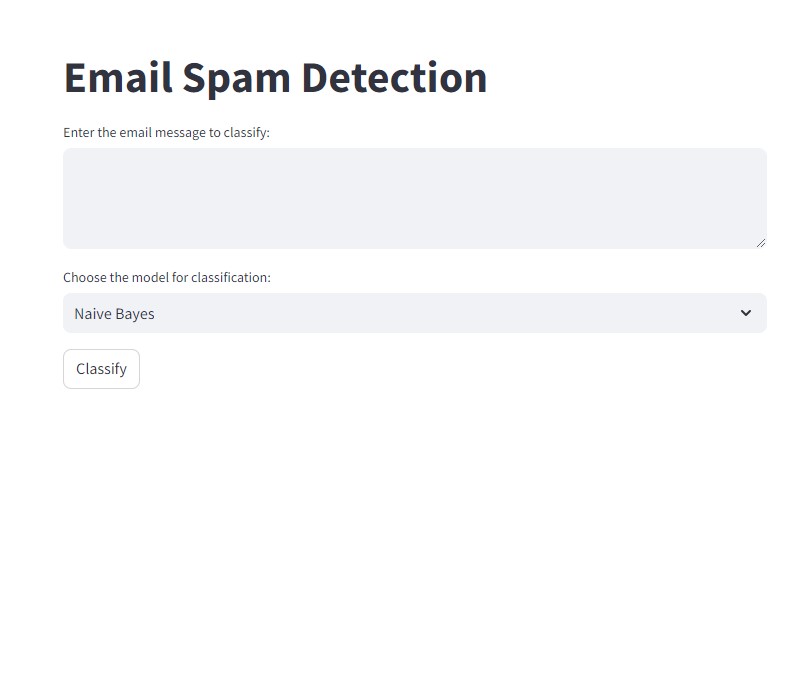 Email Spam Detection
Enter the email message to classify:
Choose the model for classification:
Naive Bayes
Classify